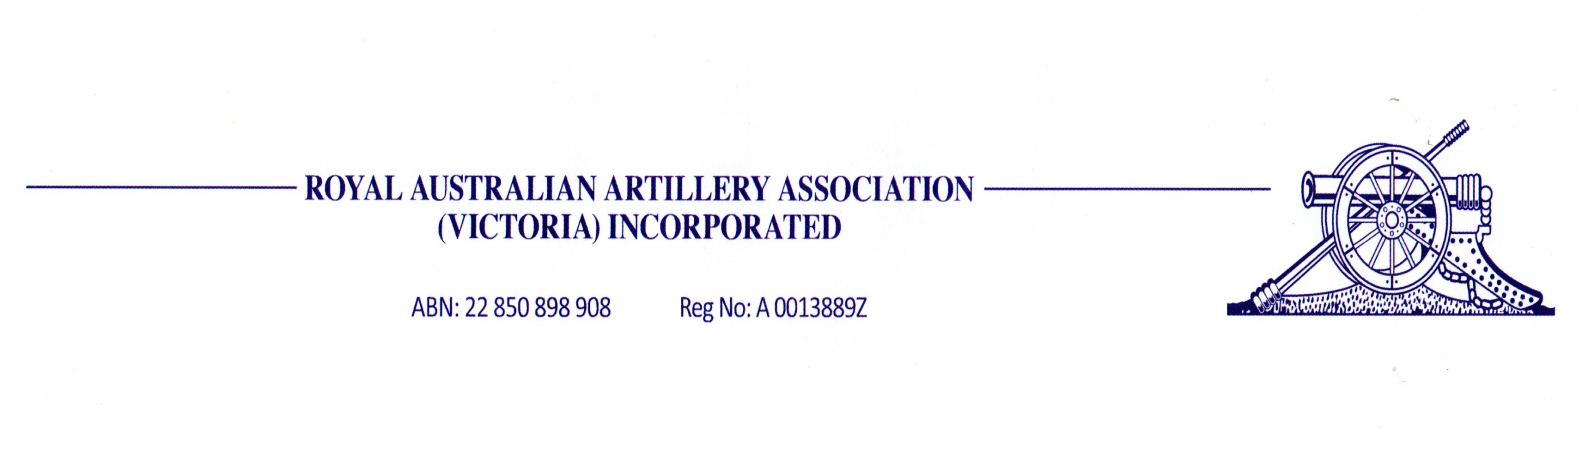 ROYAL AUSTRALIAN ARTILLERY ASSOCIATION
(VICTORIA) INCORPORATED
ABN: 22 850 898 908 Reg No: A 0013889Z